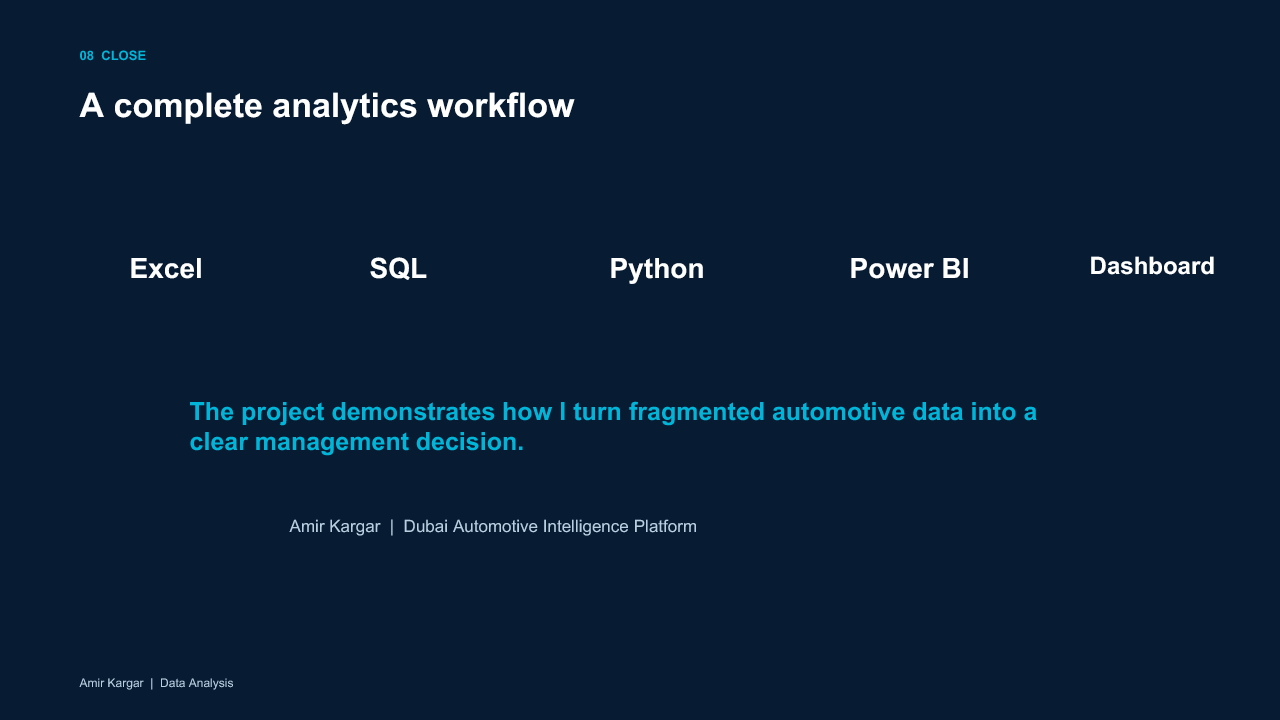 08 CLOSE
A complete analytics workflow
Excel SQL Python Power BI Dashboard
The project demonstrates how I turn fragmented automotive data into a
clear management decision.
Amir Kargar | Dubai Automotive Intelligence Platform
Amir Kargar | Data Analysis